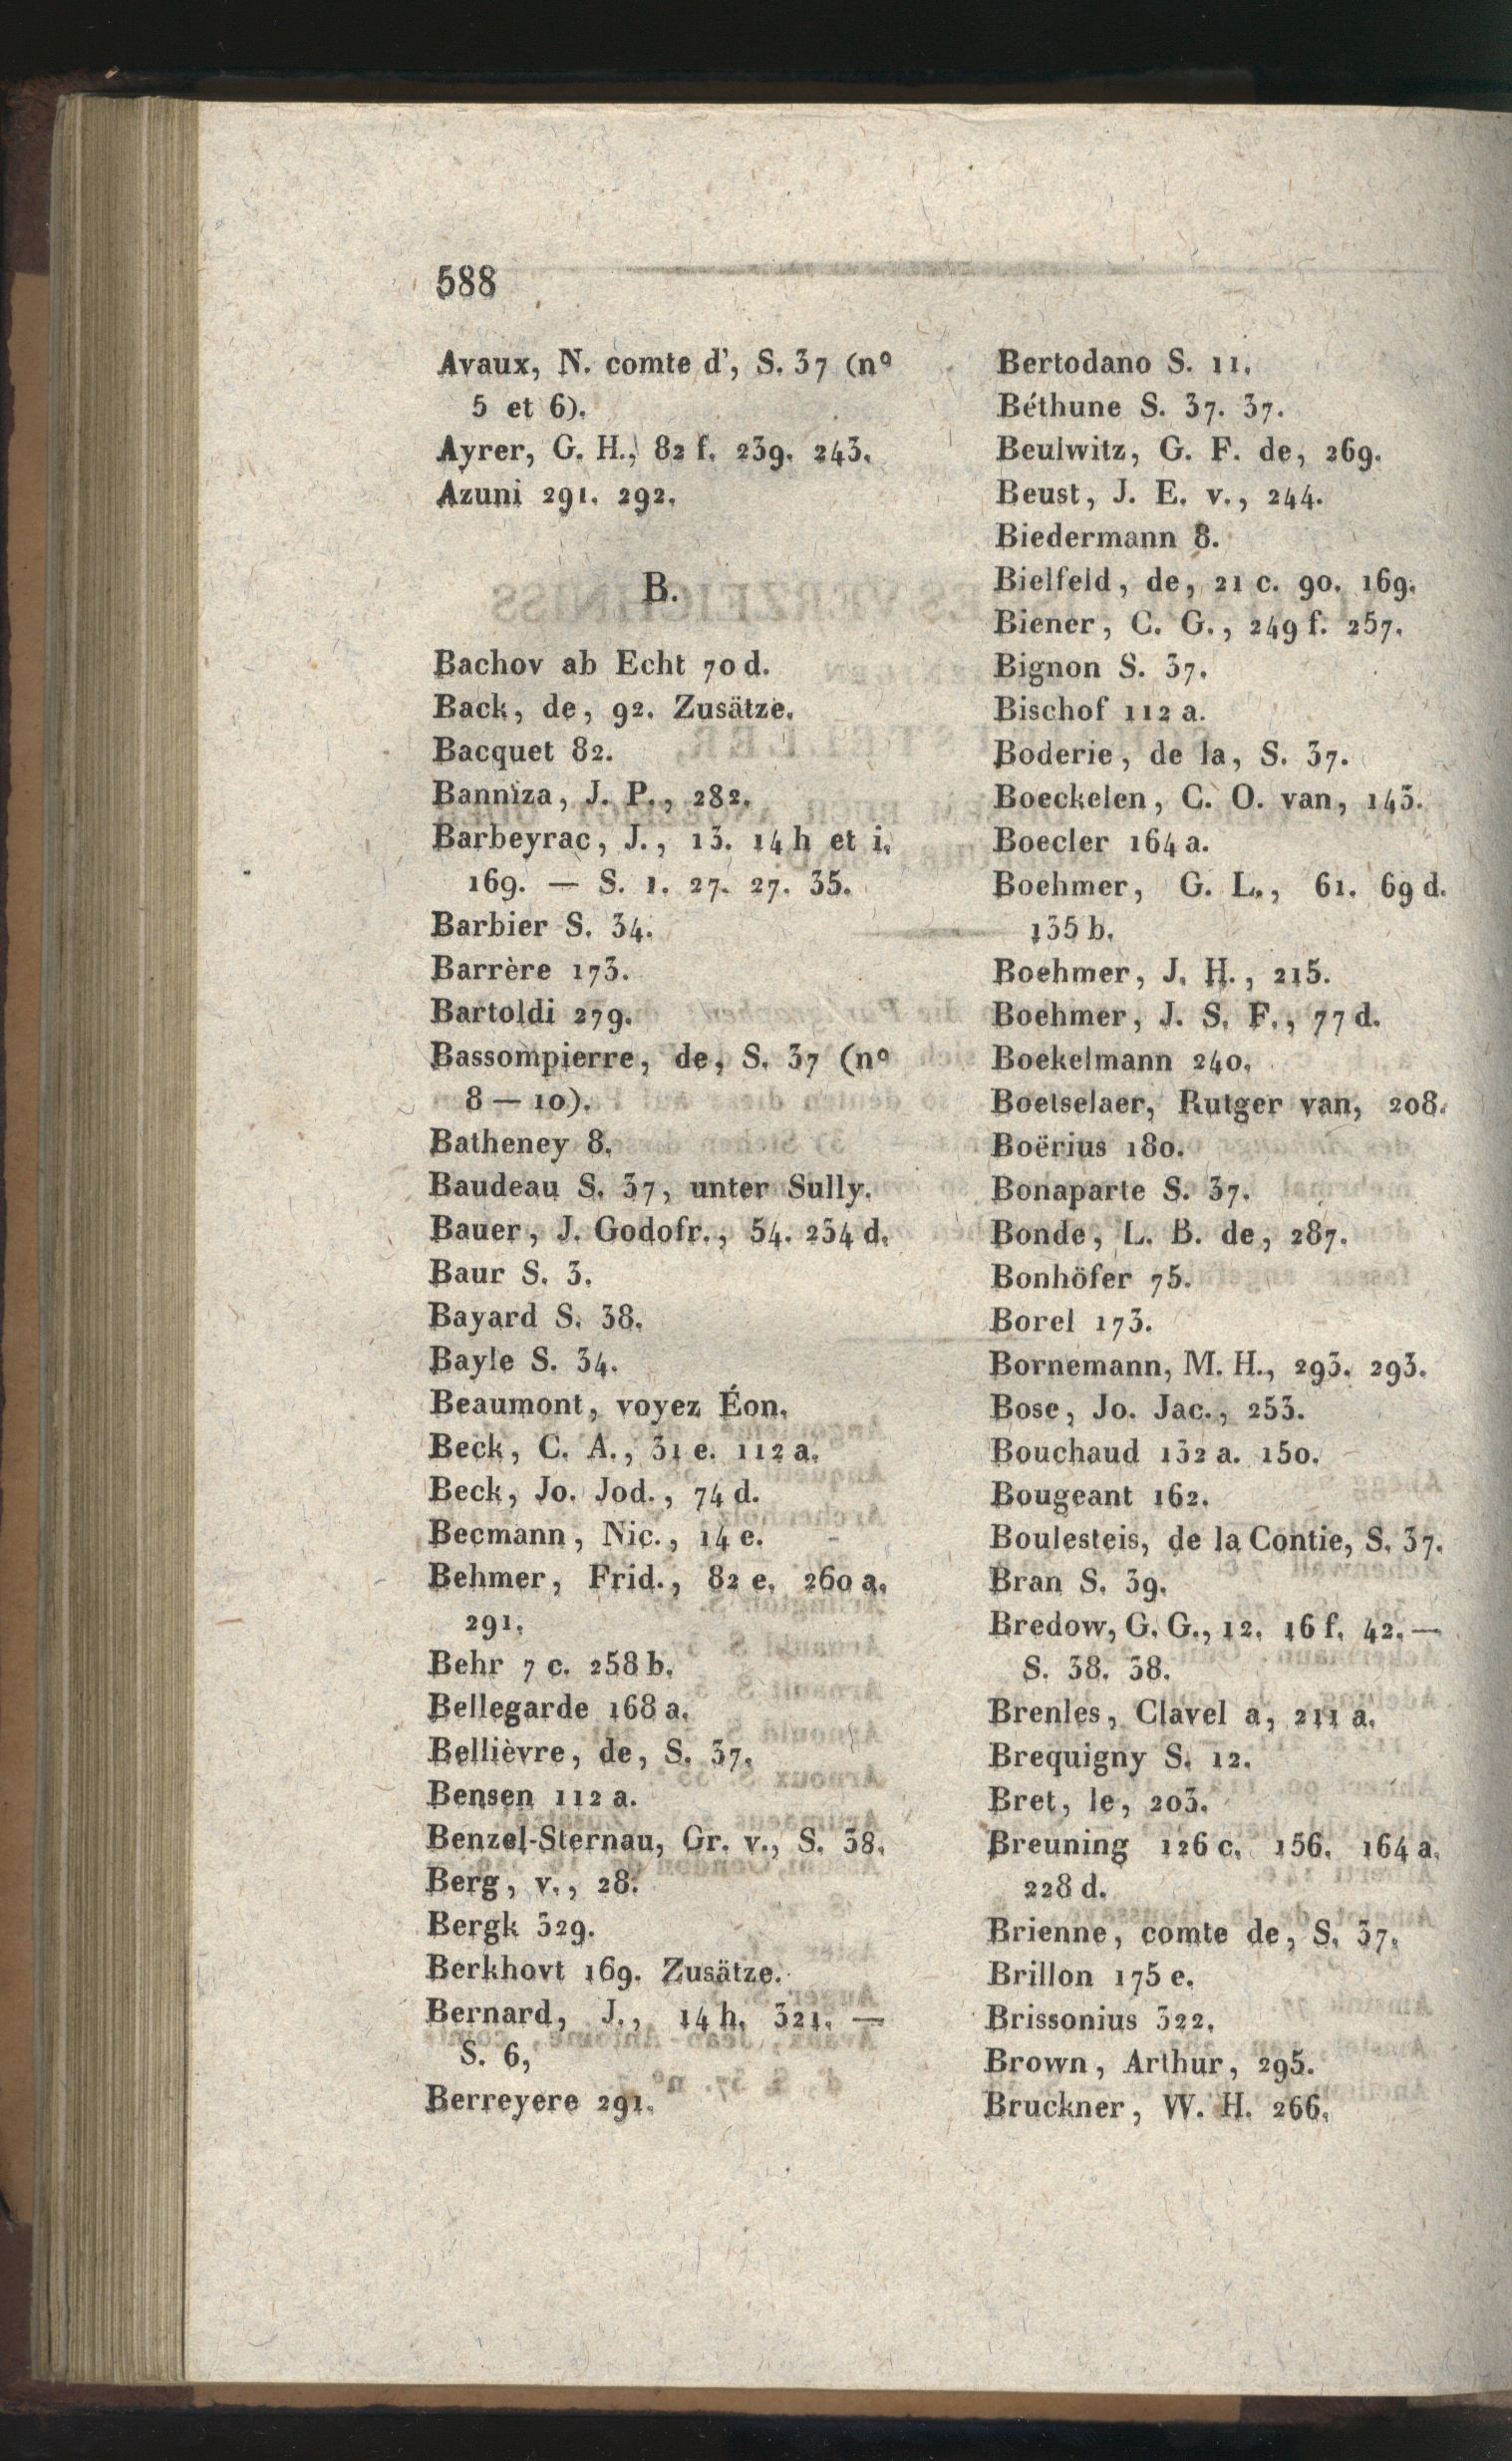 588
Avaux, N. comte d', S. 37 (nº
5 et 6).
Ayrer, G. H., 82 f. 239. 243.
Azuni 291. 292.
B.
Bachov ab Echt 70 d.
Back, de, 92. Zusätze.
Bacquet 82.
Banniza, J. P., 282.
Barbeyrac, J., 13. 14 h et i.
169. — S. 1. 27. 27. 35.
Barbier S. 34.
Barrère 173.
Bartoldi 279.
Bassompierre, de, S. 37 (nº
8 — 10).
Batheney 8.
Baudeau S. 37, unter Sully.
Bauer, J. Godofr., 54. 234 d.
Baur S. 3.
Bayard S. 38.
Bayle S. 34.
Beaumont, voyez Éon.
Beck, C. A., 31 e. 112 a.
Beck, Jo. Jod., 74 d.
Becmann, Nic., 14 e.
Behmer, Frid., 82 e. 260 a.
291.
Behr 7 c. 258 b.
Bellegarde 168 a.
Bellièvre, de, S. 37.
Bensen 112 a.
Benzel-Sternau, Gr. v., S. 38.
Berg, v., 28.
Bergk 329.
Berkhovt 169. Zusätze.
Bernard, J., 14 h. 321. —
S. 6,
Berreyere 291.
Bertodano S. 11.
Béthune S. 37. 37.
Beulwitz, G. F. de, 269.
Beust, J. E. v., 244.
Biedermann 8.
Bielfeld, de, 21 c. 90. 169.
Biener, C. G., 249 f. 257.
Bignon S. 37.
Bischof 112 a.
Boderie, de la, S. 37.
Boeckelen, C. O. van, 143.
Boecler 164 a.
Boehmer, G. L., 61. 69 d.
135 b.
Boehmer, J. H., 215.
Boehmer, J. S. F., 77 d.
Boekelmann 240.
Boetselaer, Rutger van, 208.
Boërius 180.
Bonaparte S. 37.
Bonde, L. B. de, 287.
Bonhöfer 75.
Borel 173.
Bornemann, M. H., 293. 293.
Bose, Jo. Jac., 253.
Bouchaud 132 a. 150.
Bougeant 162.
Boulesteis, de la Contie, S. 37.
Bran S. 39.
Bredow, G. G., 12. 16 f. 42. —
S. 38. 38.
Brenles, Clavel a, 211 a.
Brequigny S. 12.
Bret, le, 203.
Breuning 126 c. 156. 164 a.
228 d.
Brienne, comte de, S. 37.
Brillon 175 e.
Brissonius 322.
Brown, Arthur, 295.
Bruckner, W. H. 266.